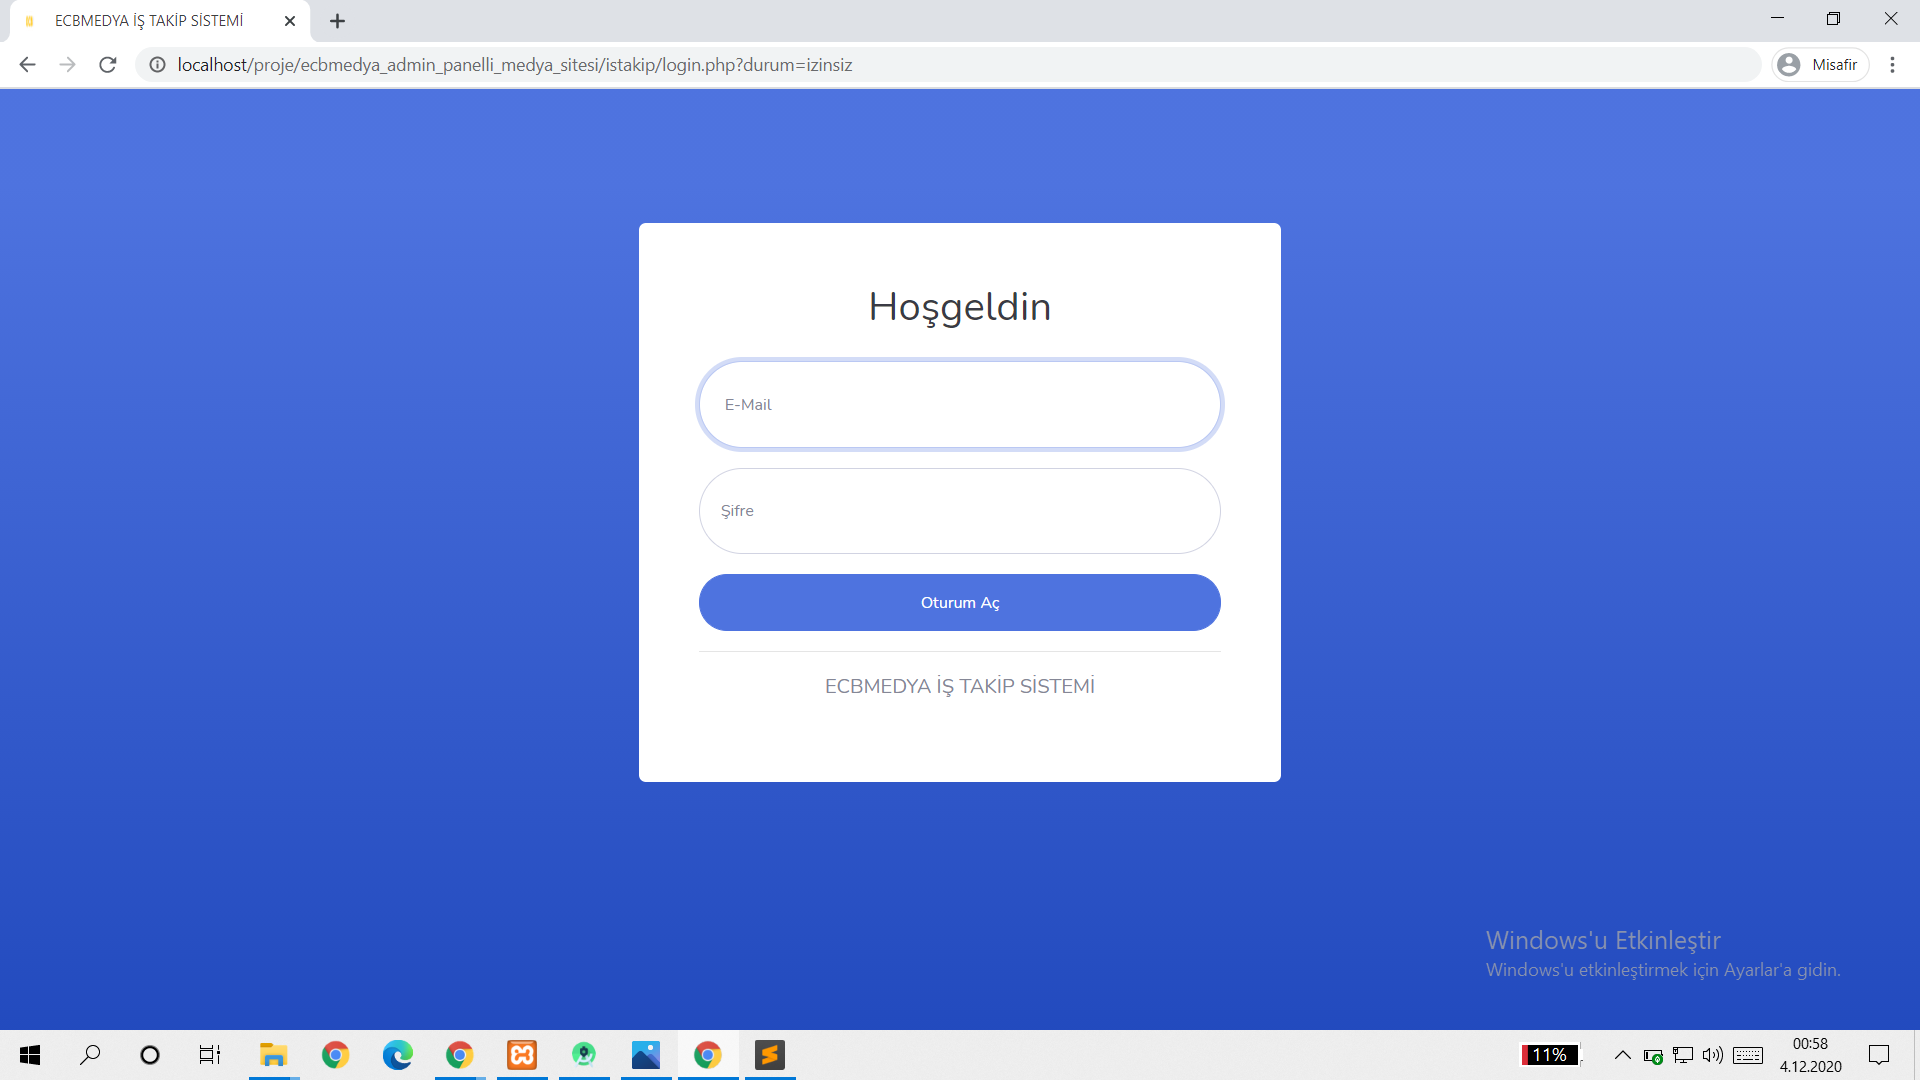 ECBMEDYA İŞ TAKİP SİSTEMİ
localhost/proje/ecbmedya_admin_panelli_medya_sitesi/istakip/login.php?durum=izinsiz
Misafir
Hoşgeldin
E-Mail
Şifre
Oturum Aç
ECBMEDYA İŞ TAKİP SİSTEMİ
Windows'u Etkinleştir
Windows'u etkinleştirmek için Ayarlar'a gidin.
11%
00:58
4.12.2020